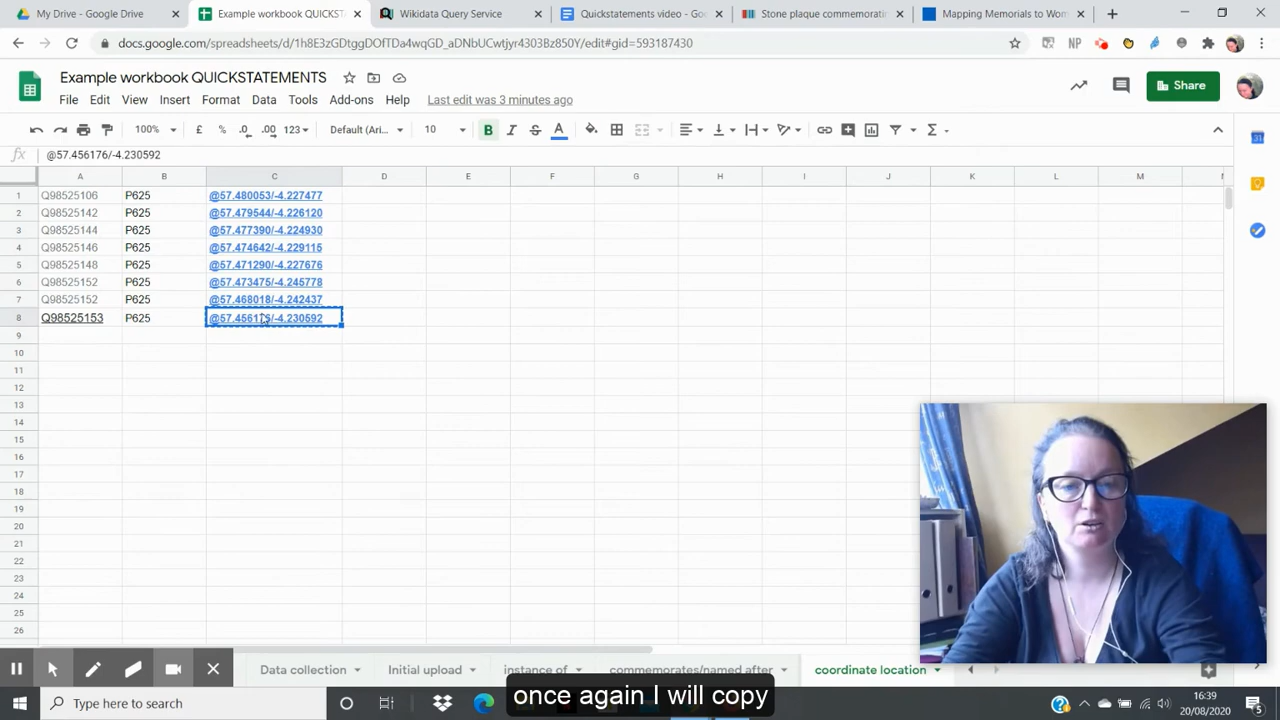 My Drive - Google Drive
Example workbook QUICKST
Wikidata Query Service
Quickstatements video - Go
Stone plaque commemorati
Mapping Memorials to Wom
docs.google.com/spreadsheets/d/1h8E3zGDtggDOfTDa4wqGD_aDNbUCwtjyr4303Bz850Y/edit#gid=593187430
NP
Example workbook QUICKSTATEMENTS
File Edit View Insert Format Data Tools Add-ons Help Last edit was 3 minutes ago
Share
100% £ % .0 .00 123 Default (Ari... 10 B I S A
fx @57.456176/-4.230592
A B C D E F G H I J K L M
1 Q98525106 P625 @57.480053/-4.227477
2 Q98525142 P625 @57.479544/-4.226120
3 Q98525144 P625 @57.477390/-4.224930
4 Q98525146 P625 @57.474642/-4.229115
5 Q98525148 P625 @57.471290/-4.227676
6 Q98525152 P625 @57.473475/-4.245778
7 Q98525152 P625 @57.468018/-4.242437
8 Q98525153 P625 @57.456176/-4.230592
9
10
11
12
13
14
15
16
17
18
19
20
21
22
23
24
25
26
Data collection Initial upload instance of commemorates/named after coordinate location
once again I will copy
Type here to search
16:39
20/08/2020
5